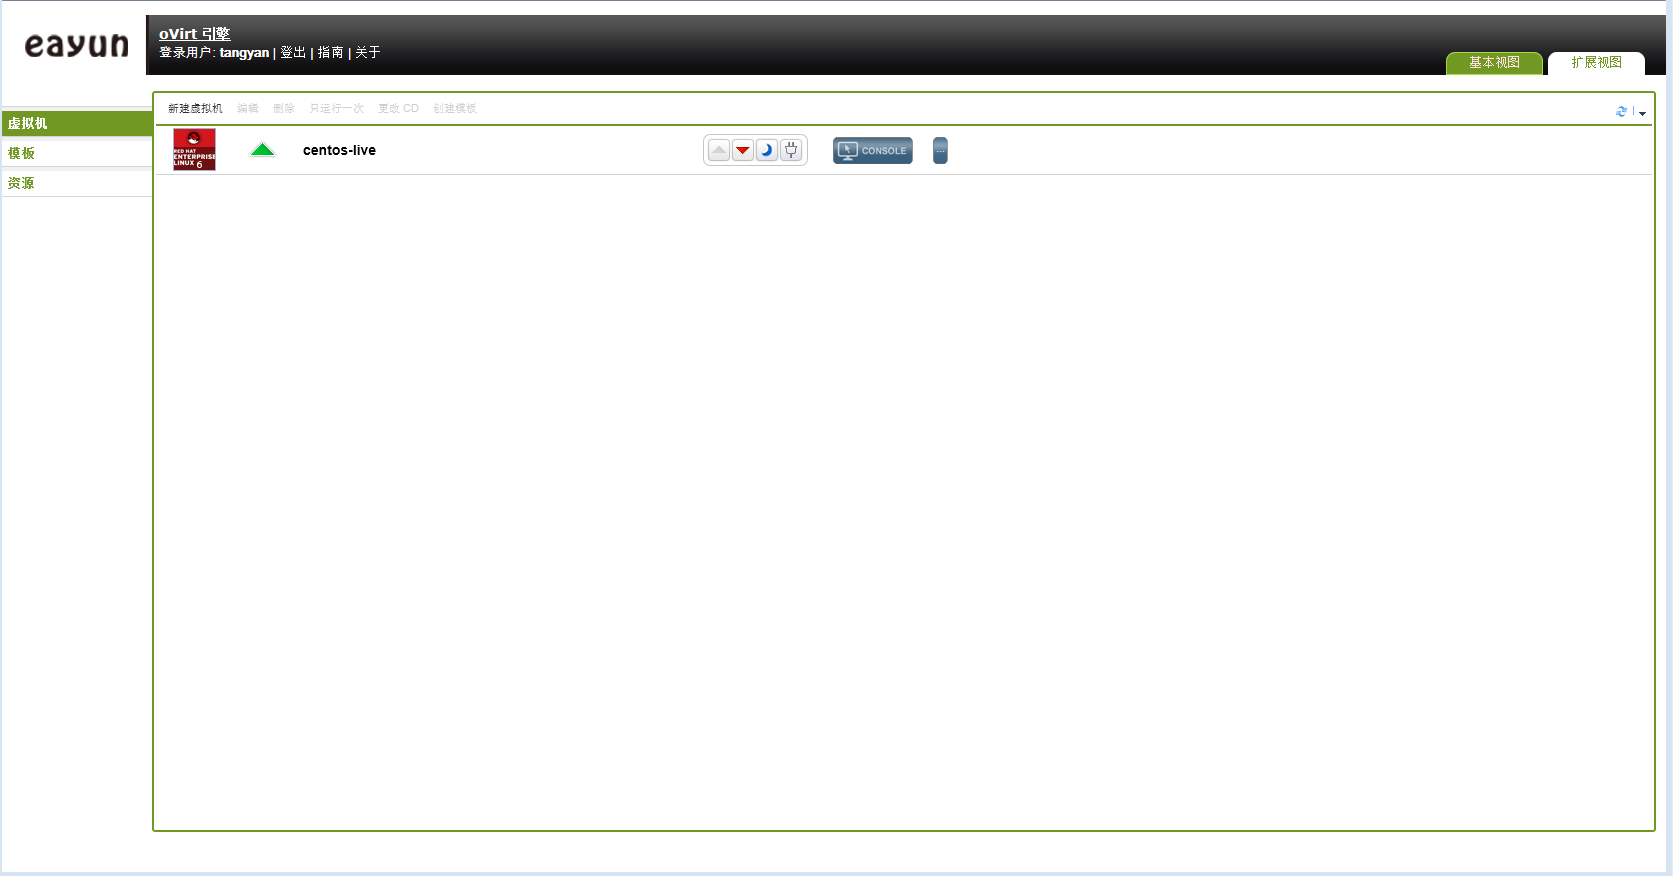 eayun
oVirt 引擎
登录用户: tangyan | 登出 | 指南 | 关于
基本视图
扩展视图
虚拟机
模板
资源
新建虚拟机 编辑 删除 只运行一次 更改 CD 创建模板
RED HAT
ENTERPRISE
LINUX 6
centos-live
CONSOLE
...